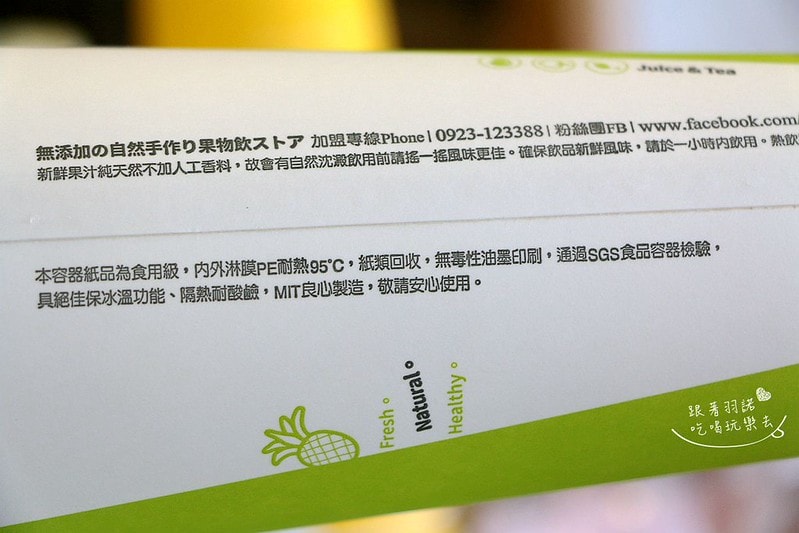 Juice & Tea
無添加の自然手作り果物飲ストア 加盟專線Phone | 0923-123388 | 粉絲團FB | www.facebook.com/
新鮮果汁純天然不加人工香料，故會有自然沈澱飲用前請搖一搖風味更佳。確保飲品新鮮風味，請於一小時內飲用。熱飲
本容器紙品為食用級，內外淋膜PE耐熱95°C，紙類回收，無毒性油墨印刷，通過SGS食品容器檢驗，
具絕佳保冰溫功能、隔熱耐酸鹼，MIT良心製造，敬請安心使用。
Fresh。
Natural。
Healthy。
跟著羽諾
吃喝玩樂去